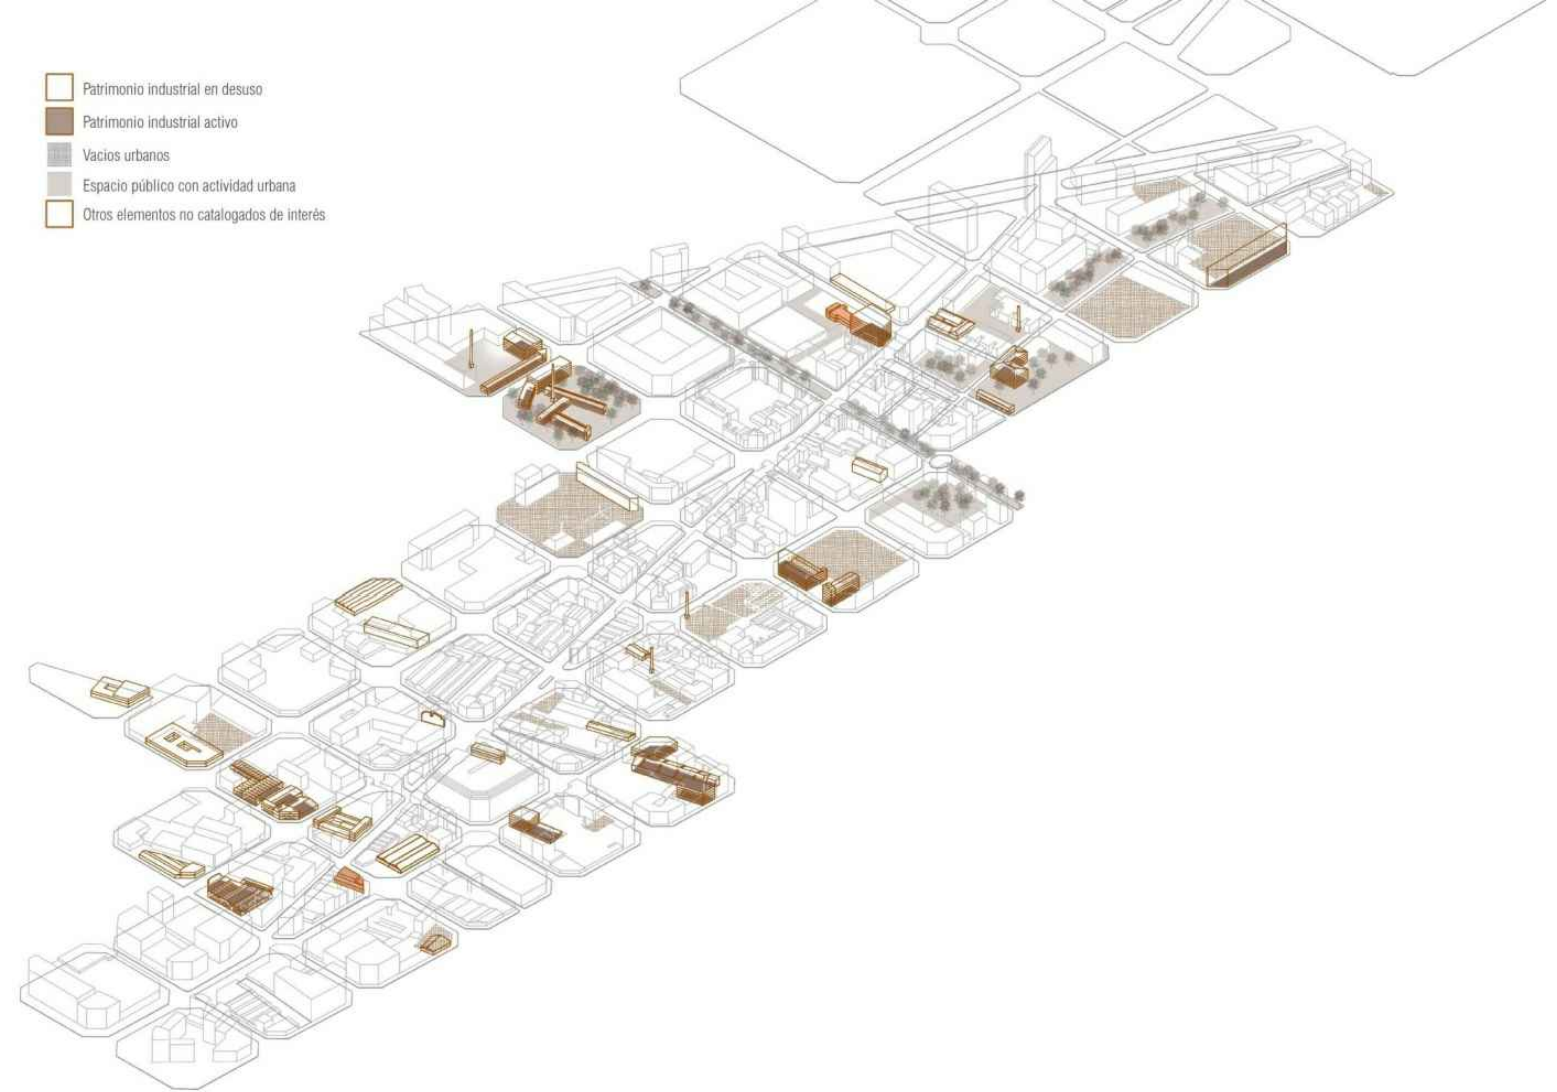 Patrimonio industrial en desuso
Patrimonio industrial activo
Vacios urbanos
Espacio público con actividad urbana
Otros elementos no catalogados de interés